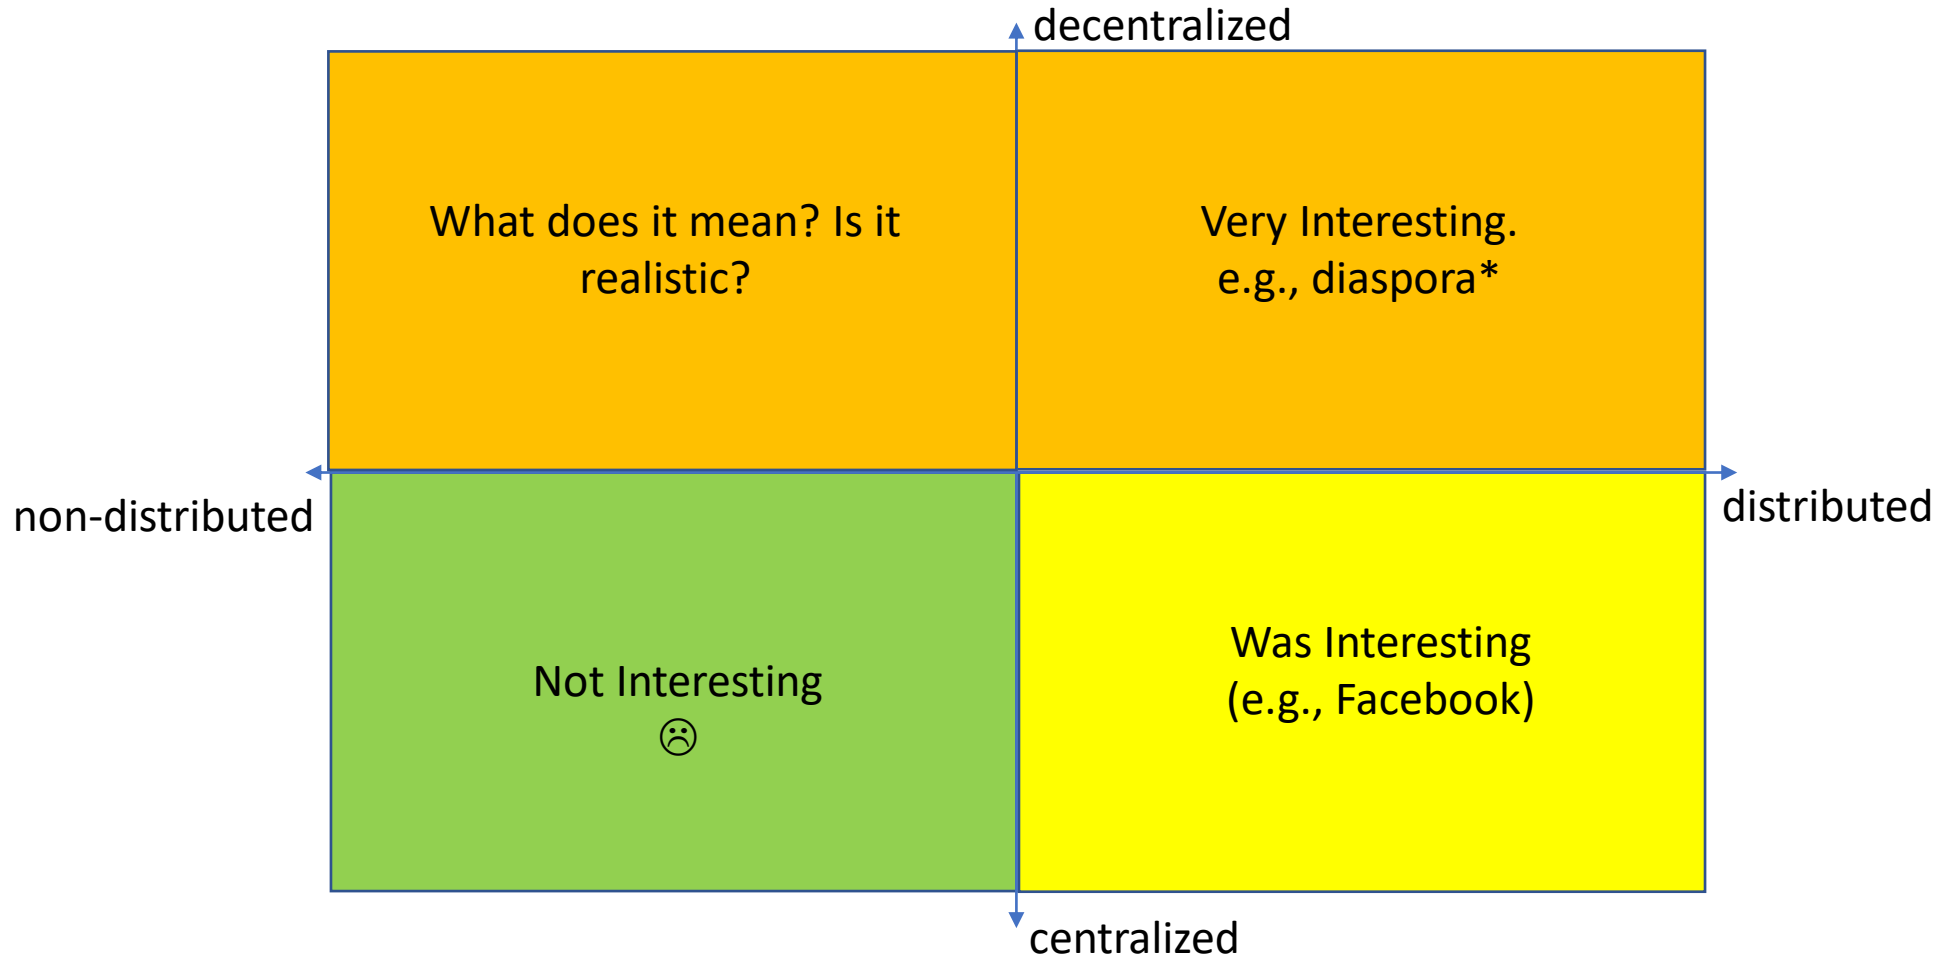 decentralized
What does it mean? Is it
realistic?
Very Interesting.
e.g., diaspora*
non-distributed
distributed
Not Interesting
☹
Was Interesting
(e.g., Facebook)
centralized